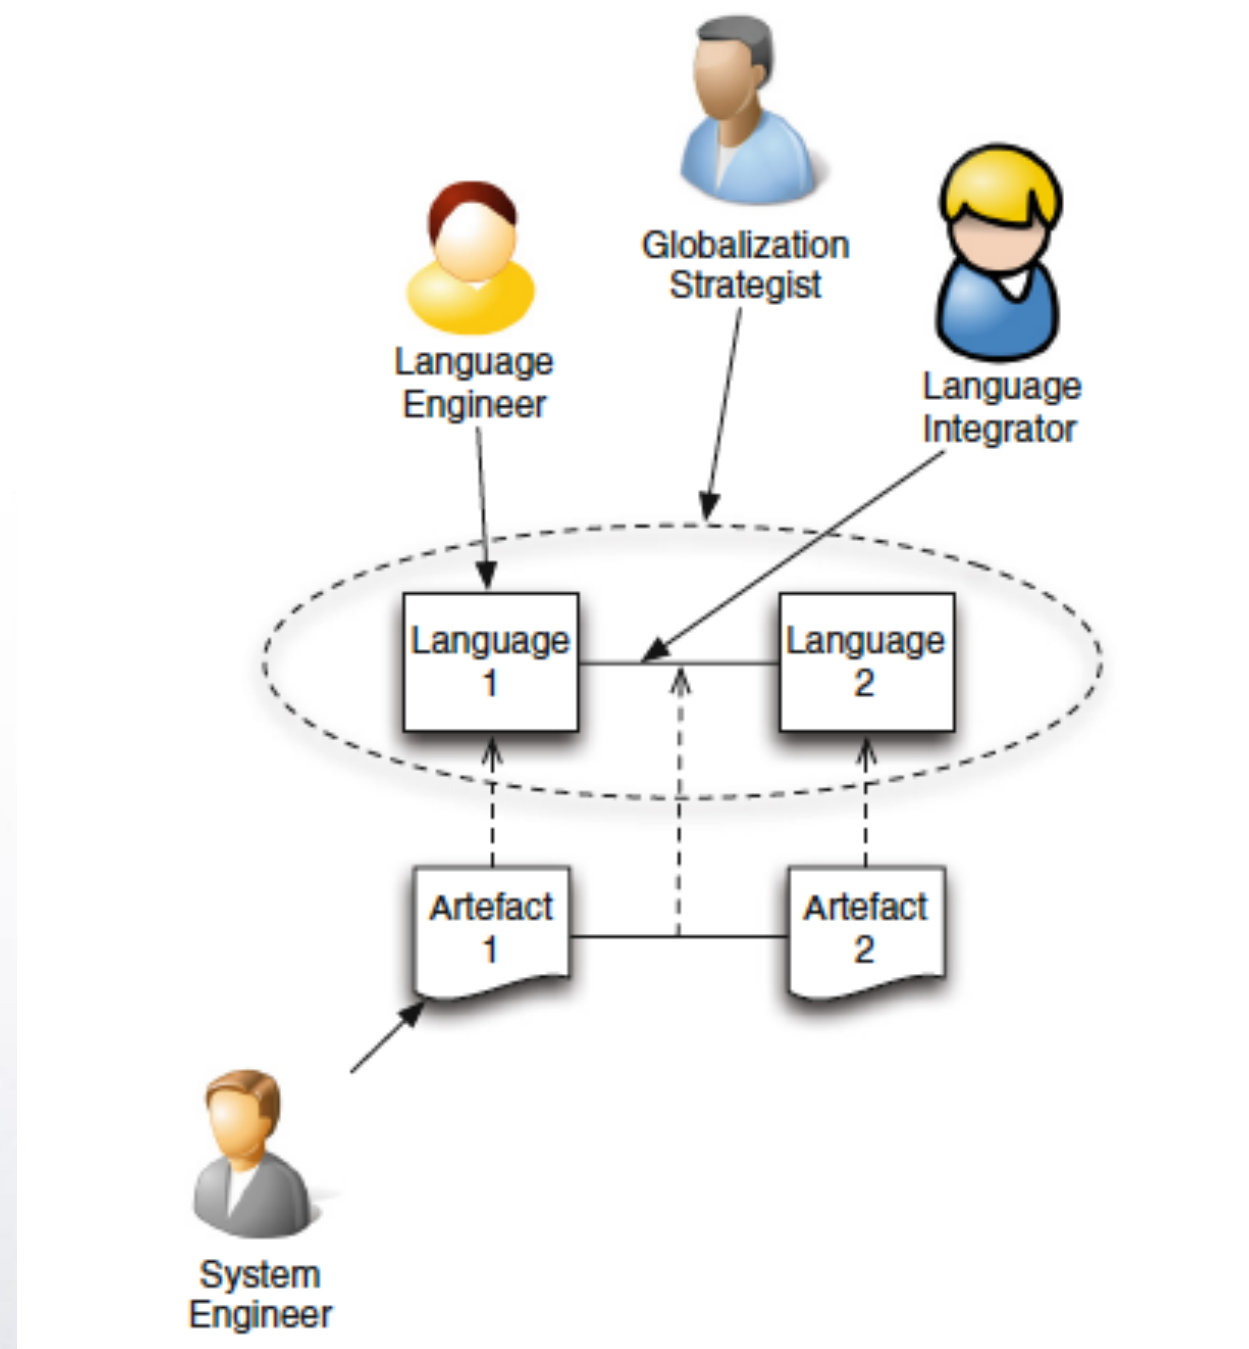 Globalization
Strategist
Language
Engineer
Language
Integrator
Language
1
Language
2
Artefact
1
Artefact
2
System
Engineer